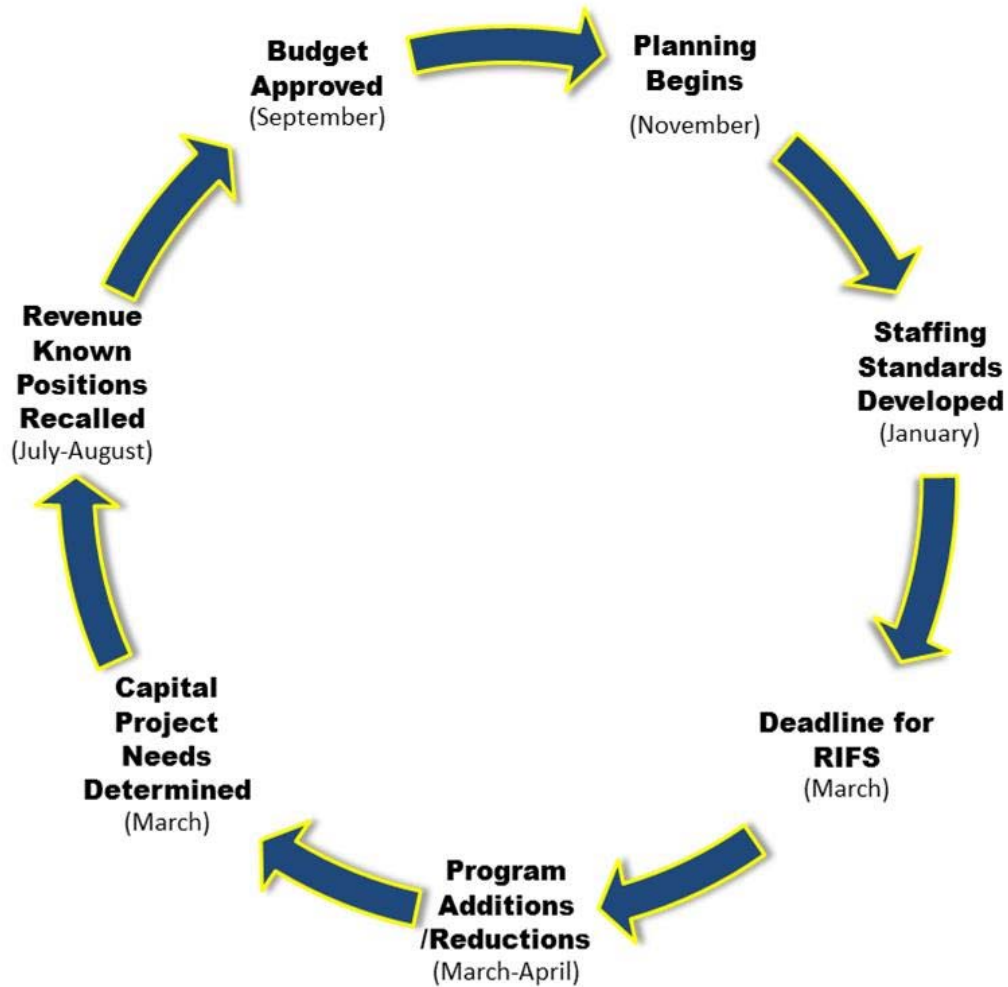 Budget
Approved
(September)
Planning
Begins
(November)
Staffing
Standards
Developed
(January)
Deadline for
RIFS
(March)
Program
Additions
/Reductions
(March-April)
Capital
Project
Needs
Determined
(March)
Revenue
Known
Positions
Recalled
(July-August)